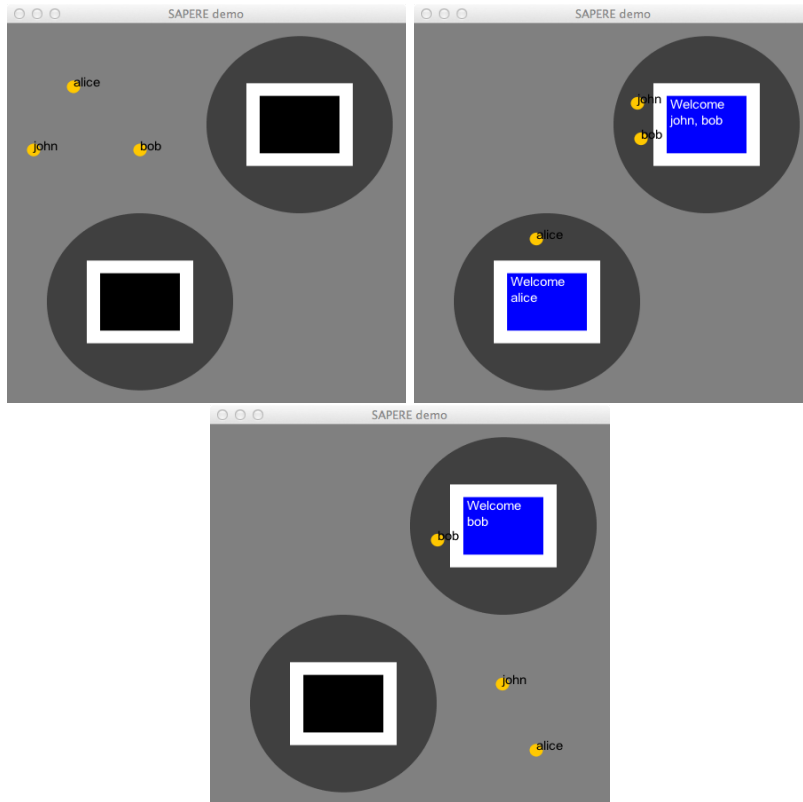 SAPERE demo
alice
john
bob
SAPERE demo
john
bob
Welcome
john, bob
alice
Welcome
alice
SAPERE demo
Welcome
bob
bob
john
alice